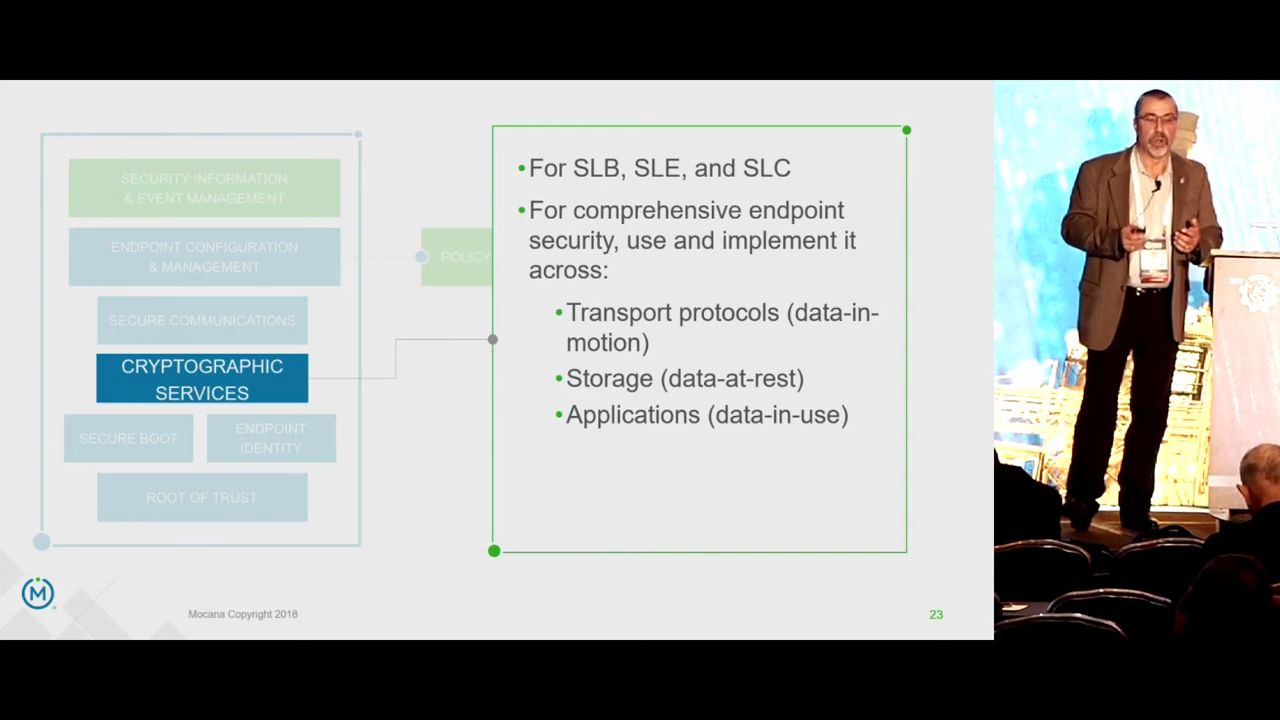 SECURITY INFORMATION
& EVENT MANAGEMENT
ENDPOINT CONFIGURATION
& MANAGEMENT
SECURE COMMUNICATIONS
CRYPTOGRAPHIC
SERVICES
SECURE BOOT
ENDPOINT
IDENTITY
ROOT OF TRUST
POLICY
•For SLB, SLE, and SLC
•For comprehensive endpoint
security, use and implement it
across:
•Transport protocols (data-in-
motion)
•Storage (data-at-rest)
•Applications (data-in-use)
M
Mocana Copyright 2018
23